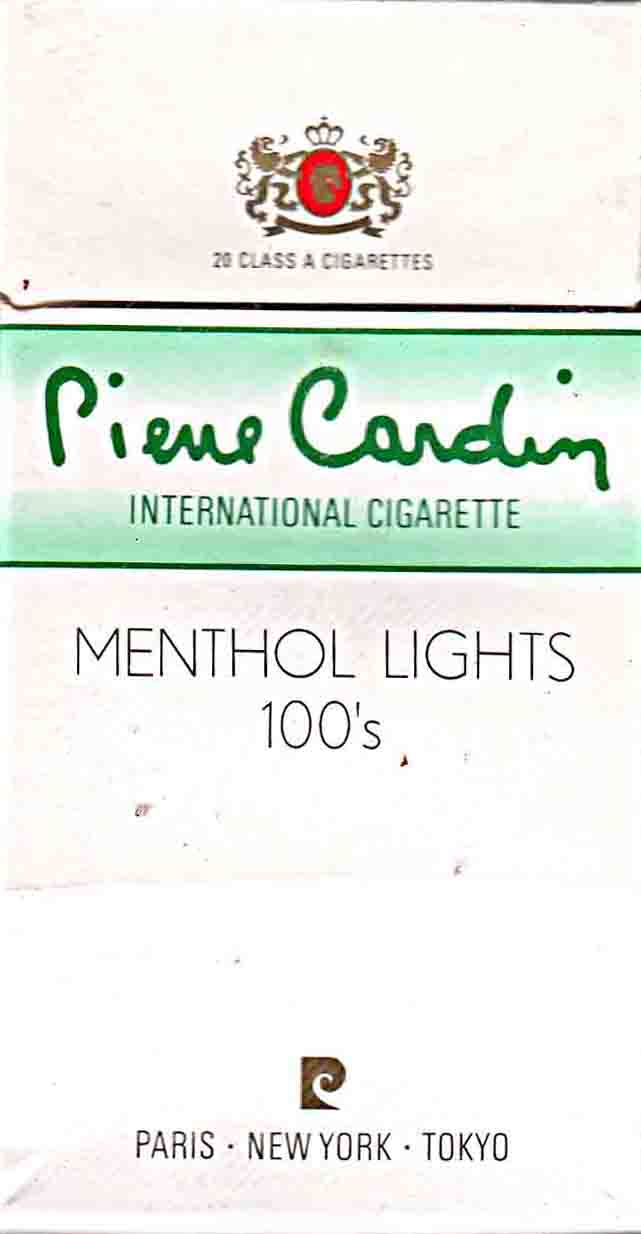 20 CLASS A CIGARETTES
Pierre Cardin
INTERNATIONAL CIGARETTE
MENTHOL LIGHTS
100's
PARIS · NEW YORK · TOKYO